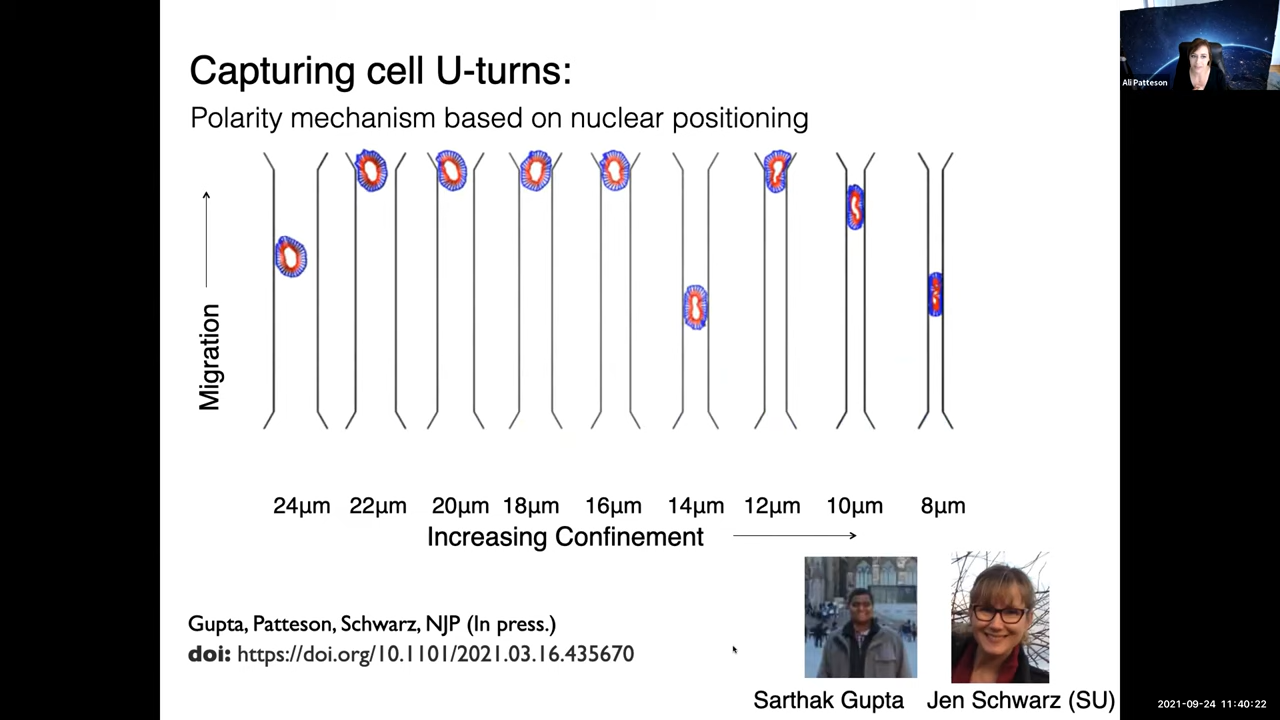 Capturing cell U-turns:
Polarity mechanism based on nuclear positioning
Ali Patteson
Migration
24µm 22µm 20µm 18µm 16µm 14µm 12µm 10µm 8µm
Increasing Confinement
Gupta, Patteson, Schwarz, NJP (In press.)
doi: https://doi.org/10.1101/2021.03.16.435670
Sarthak Gupta Jen Schwarz (SU)
2021-09-24 11:40:22